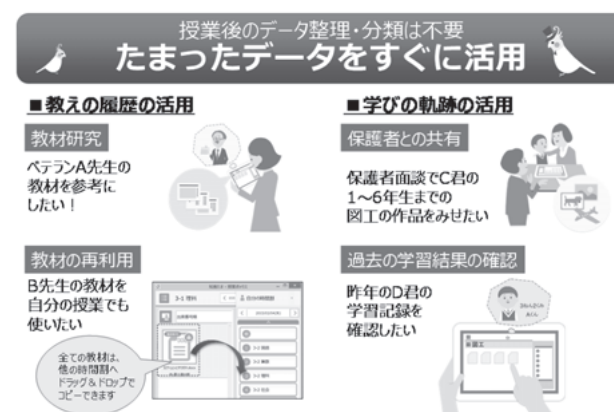 授業後のデータ整理・分類は不要
たまったデータをすぐに活用
■教えの履歴の活用
教材研究
ベテランA先生の
教材を参考に
したい！
教材の再利用
B先生の教材を
自分の授業でも
使いたい
3-1 理科
全ての教材は、
他の時間割へ
ドラッグ＆ドロップで
コピーできます
■学びの軌跡の活用
保護者との共有
保護者面談でC君の
1～6年生までの
図工の作品をみせたい
過去の学習結果の確認
昨年のD君の
学習記録を
確認したい
図工